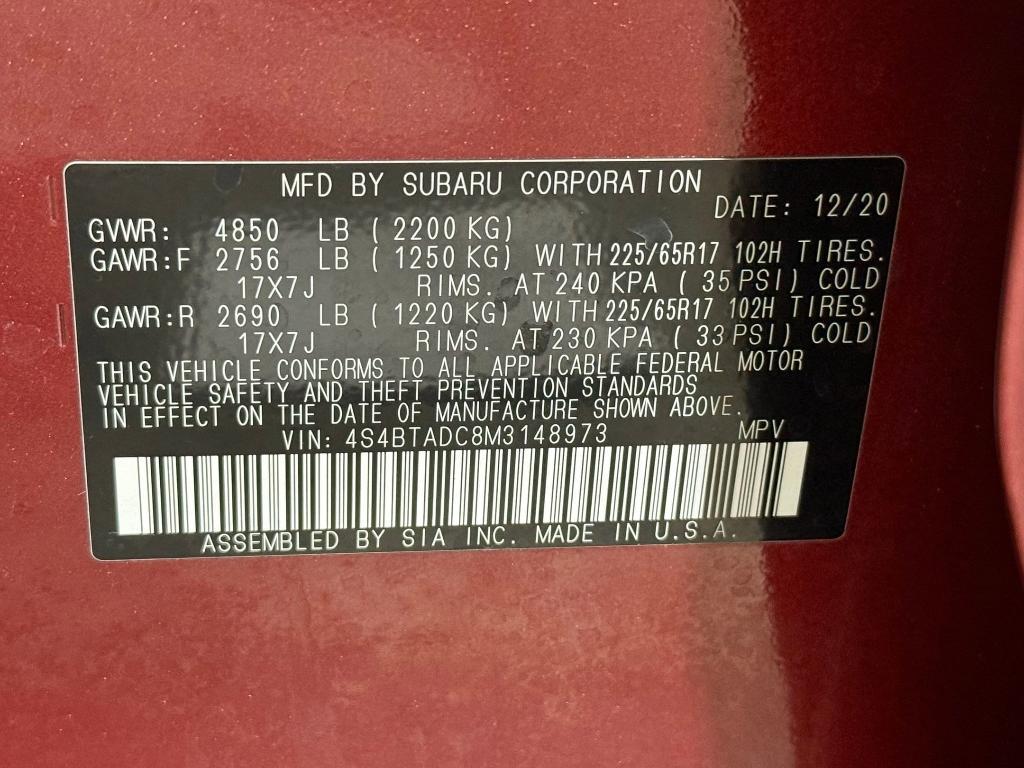 MFD BY SUBARU CORPORATION
DATE: 12/20
GVWR: 4850 LB ( 2200 KG)
GAWR:F 2756 LB ( 1250 KG) WITH 225/65R17 102H TIRES.
17X7J RIMS. AT 240 KPA ( 35 PSI) COLD
GAWR:R 2690 LB ( 1220 KG) WITH 225/65R17 102H TIRES.
17X7J RIMS. AT 230 KPA ( 33 PSI) COLD
THIS VEHICLE CONFORMS TO ALL APPLICABLE FEDERAL MOTOR
VEHICLE SAFETY AND THEFT PREVENTION STANDARDS
IN EFFECT ON THE DATE OF MANUFACTURE SHOWN ABOVE.
VIN: 4S4BTADC8M3148973 MPV
ASSEMBLED BY SIA INC. MADE IN U.S.A.